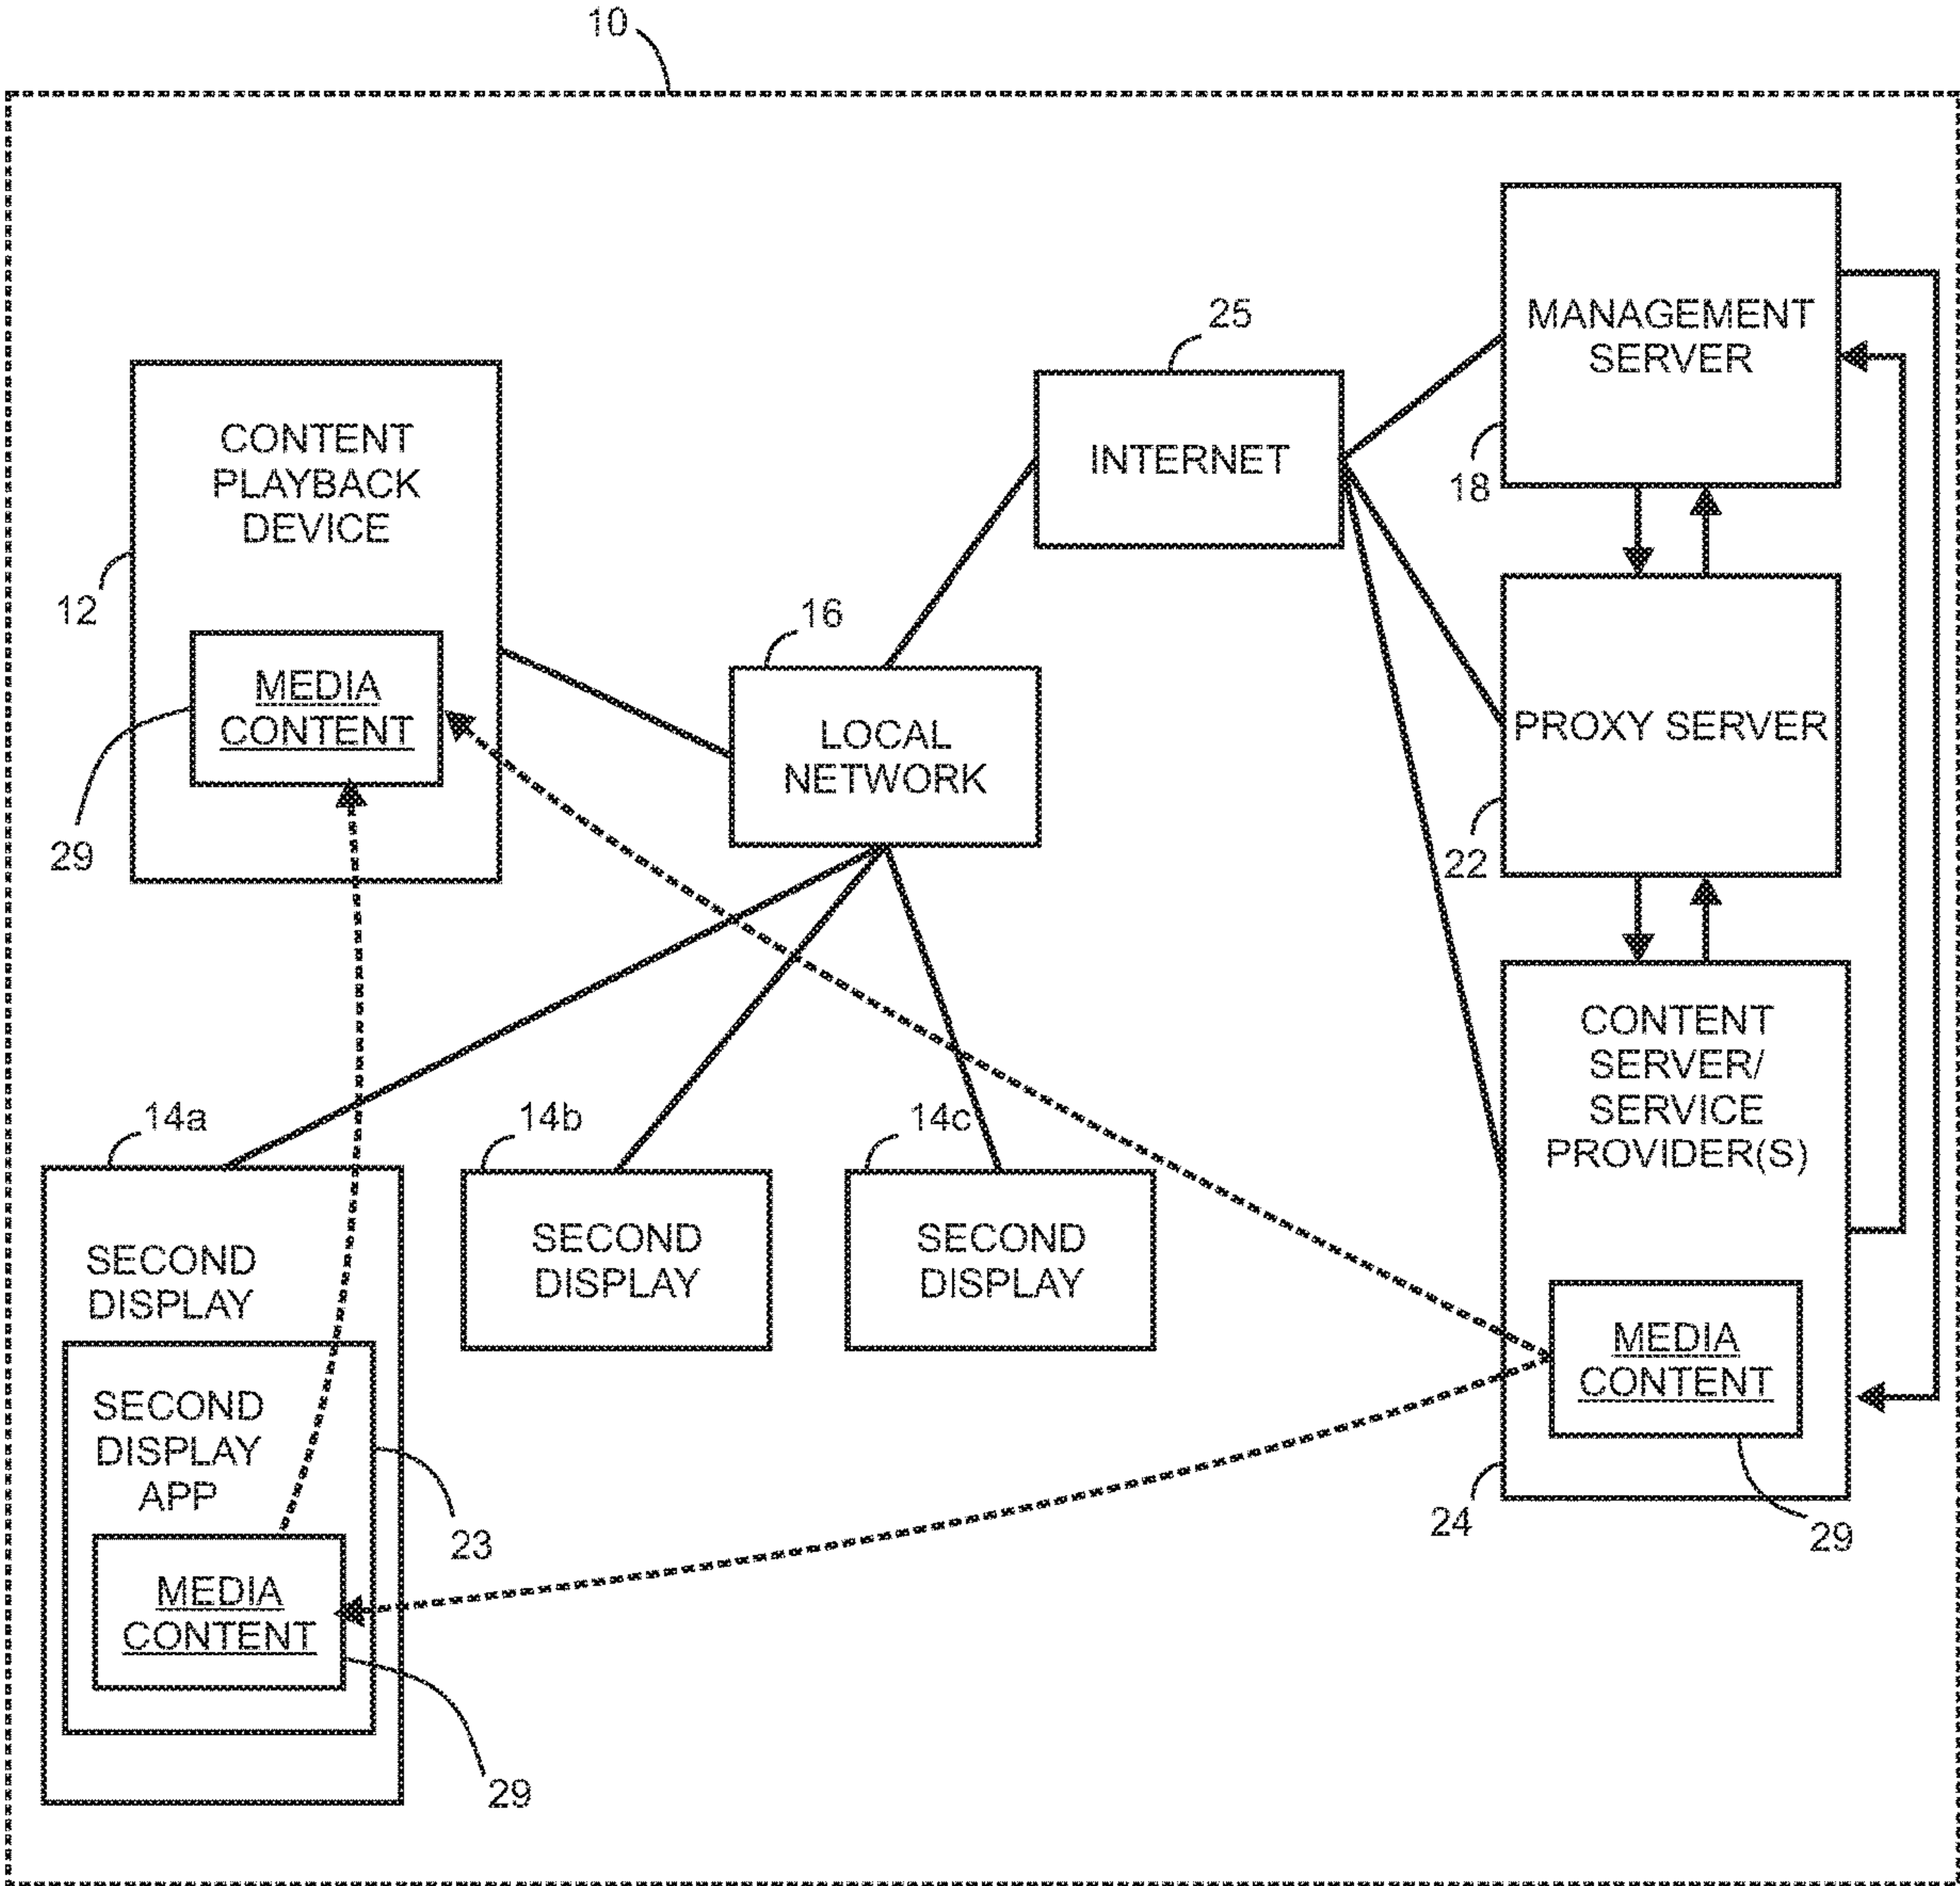 10
25
MANAGEMENT
SERVER
18
CONTENT
PLAYBACK
DEVICE
12
INTERNET
16
MEDIA
CONTENT
29
LOCAL
NETWORK
PROXY SERVER
22
14a
14b
14c
CONTENT
SERVER/
SERVICE
PROVIDER(S)
SECOND
DISPLAY
SECOND
DISPLAY
SECOND
DISPLAY
MEDIA
CONTENT
24
29
SECOND
DISPLAY
APP
23
MEDIA
CONTENT
29